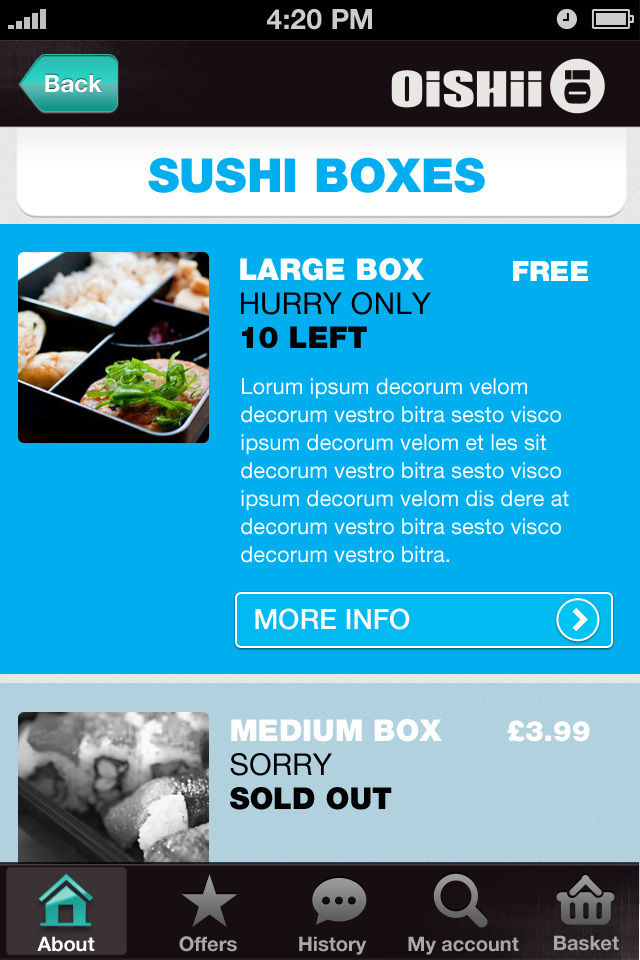 4:20 PM
Back
OiSHii
SUSHI BOXES
LARGE BOX
FREE
HURRY ONLY
10 LEFT
Lorum ipsum decorum velom
decorum vestro bitra sesto visco
ipsum decorum velom et les sit
decorum vestro bitra sesto visco
ipsum decorum velom dis dere at
decorum vestro bitra sesto visco
decorum vestro bitra.
MORE INFO
MEDIUM BOX
£3.99
SORRY
SOLD OUT
About
Offers
History
My account
Basket